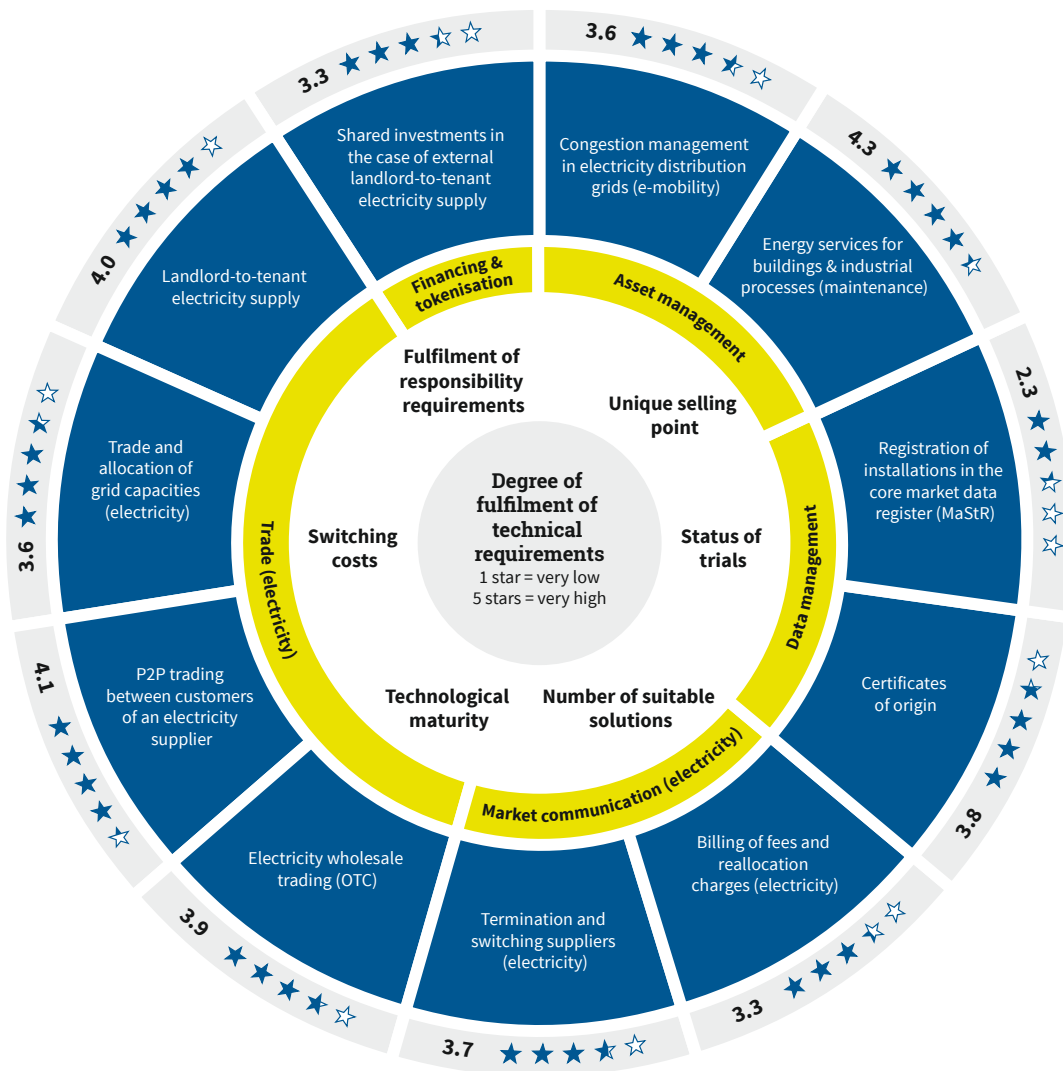 3.6
Congestion management
in electricity distribution
grids (e-mobility)
4.3
Energy services for
buildings & industrial
processes (maintenance)
2.3
Registration of
installations in the
core market data
register (MaStR)
3.8
Certificates
of origin
3.3
Billing of fees and
reallocation
charges (electricity)
3.7
Termination and
switching suppliers
(electricity)
3.9
Electricity wholesale
trading (OTC)
4.1
P2P trading
between customers
of an electricity
supplier
3.6
Trade and
allocation of
grid capacities
(electricity)
4.0
Landlord-to-tenant
electricity supply
3.3
Shared investments in
the case of external
landlord-to-tenant
electricity supply
Financing &
tokenisation
Asset management
Data management
Market communication (electricity)
Trade (electricity)
Fulfilment of
responsibility
requirements
Unique selling
point
Status of
trials
Number of suitable
solutions
Technological
maturity
Switching
costs
Degree of
fulfilment of
technical
requirements
1 star = very low
5 stars = very high